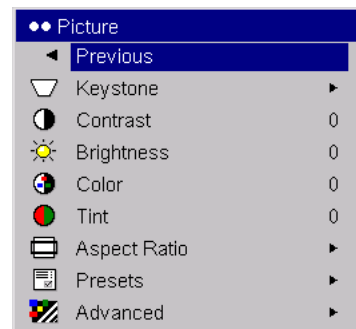 Picture
Previous
Keystone
Contrast 0
Brightness 0
Color 0
Tint 0
Aspect Ratio
Presets
Advanced